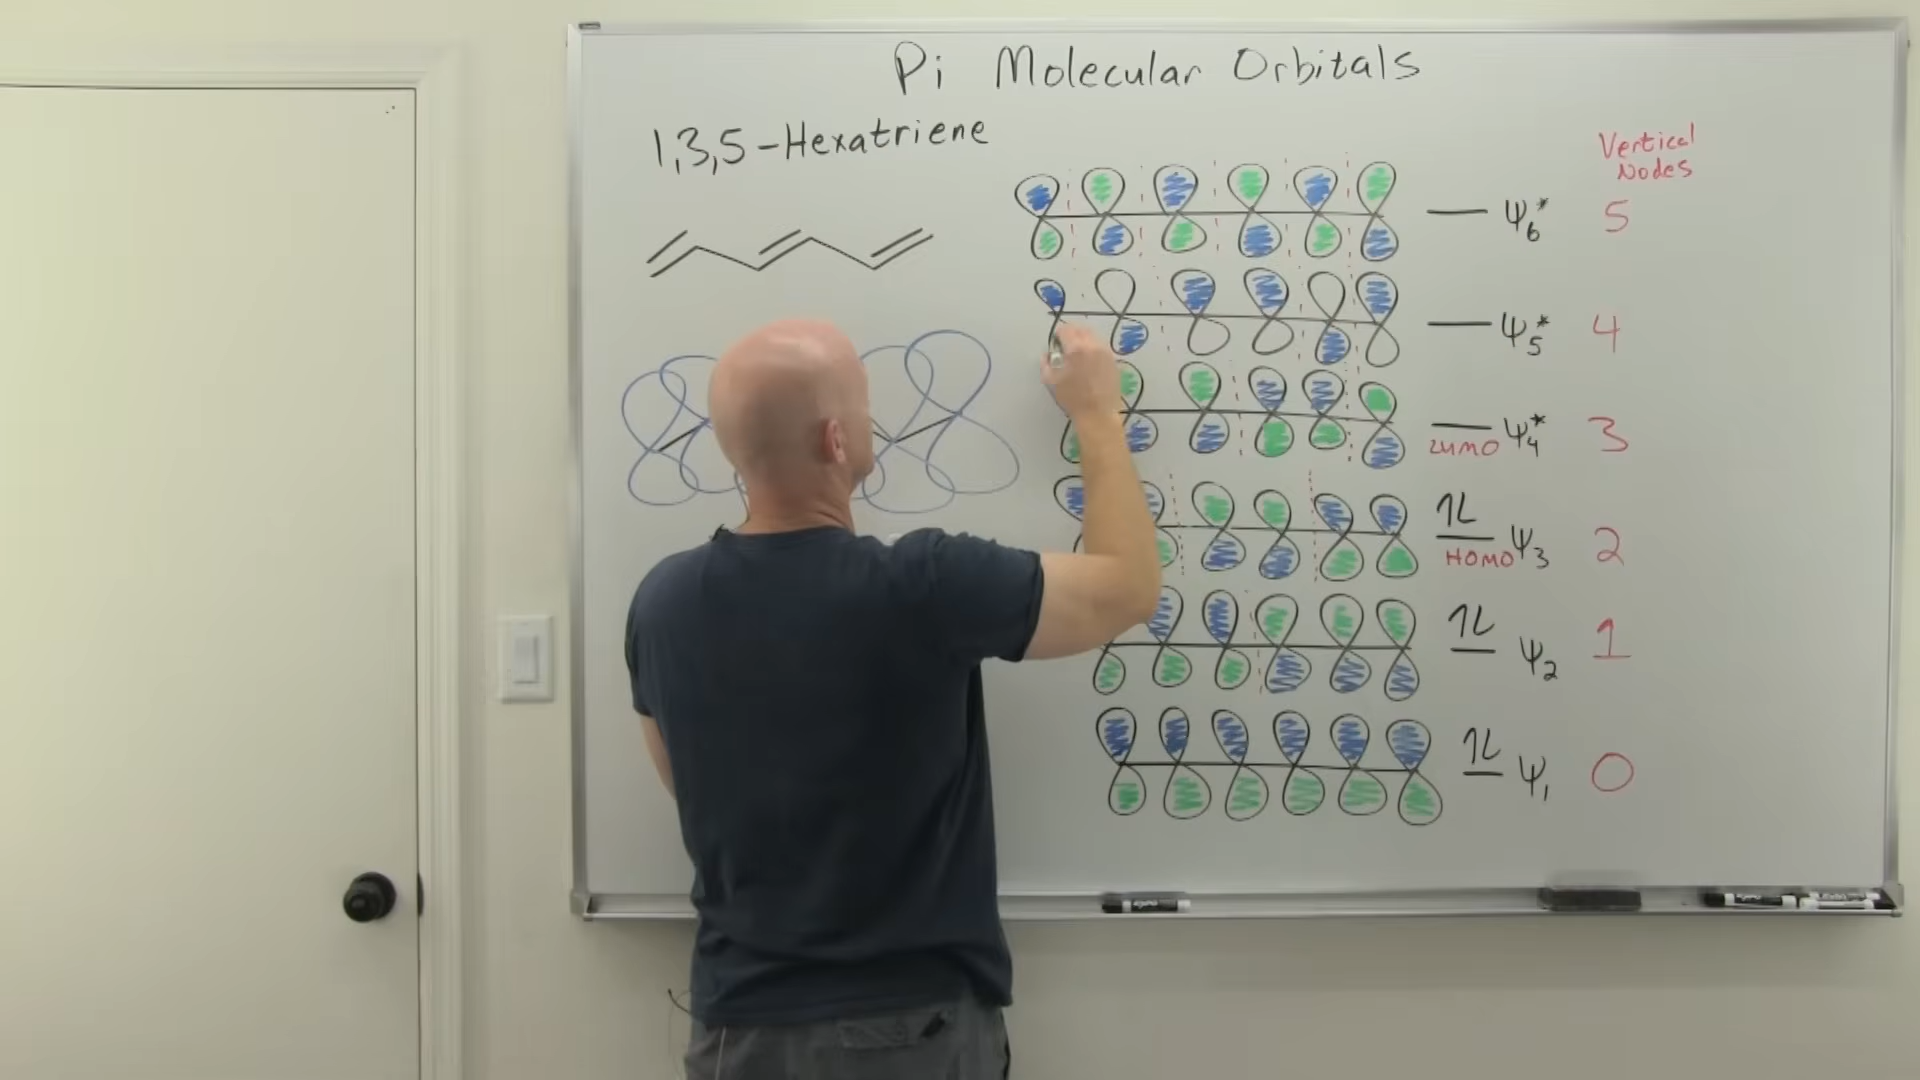 Pi Molecular Orbitals
1,3,5-Hexatriene
Vertical
Nodes
Ψ6* 5
Ψ5* 4
LUMO Ψ4* 3
HOMO Ψ3 2
Ψ2 1
Ψ1 0